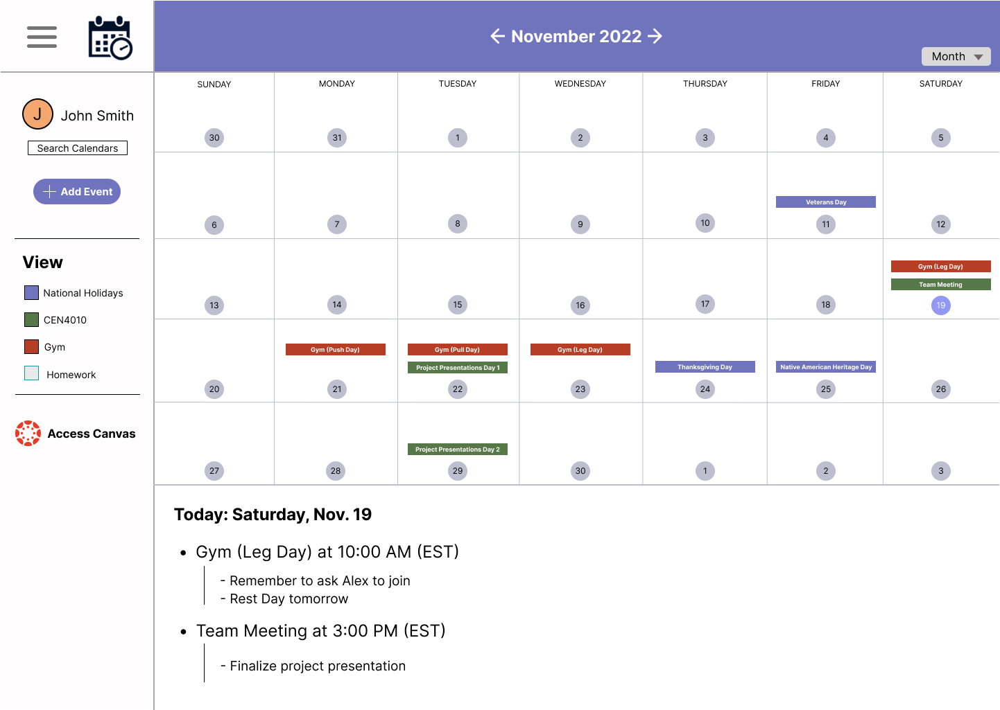 November 2022
Month
J
John Smith
Search Calendars
Add Event
View
National Holidays
CEN4010
Gym
Homework
Access Canvas
SUNDAY MONDAY TUESDAY WEDNESDAY THURSDAY FRIDAY SATURDAY
30 31 1 2 3 4 5
Veterans Day
6 7 8 9 10 11 12
Gym (Leg Day)
Team Meeting
13 14 15 16 17 18 19
Gym (Push Day) Gym (Pull Day) Gym (Leg Day)
Project Presentations Day 1 Thanksgiving Day Native American Heritage Day
20 21 22 23 24 25 26
Project Presentations Day 2
27 28 29 30 1 2 3
Today: Saturday, Nov. 19
• Gym (Leg Day) at 10:00 AM (EST)
- Remember to ask Alex to join
- Rest Day tomorrow
• Team Meeting at 3:00 PM (EST)
- Finalize project presentation